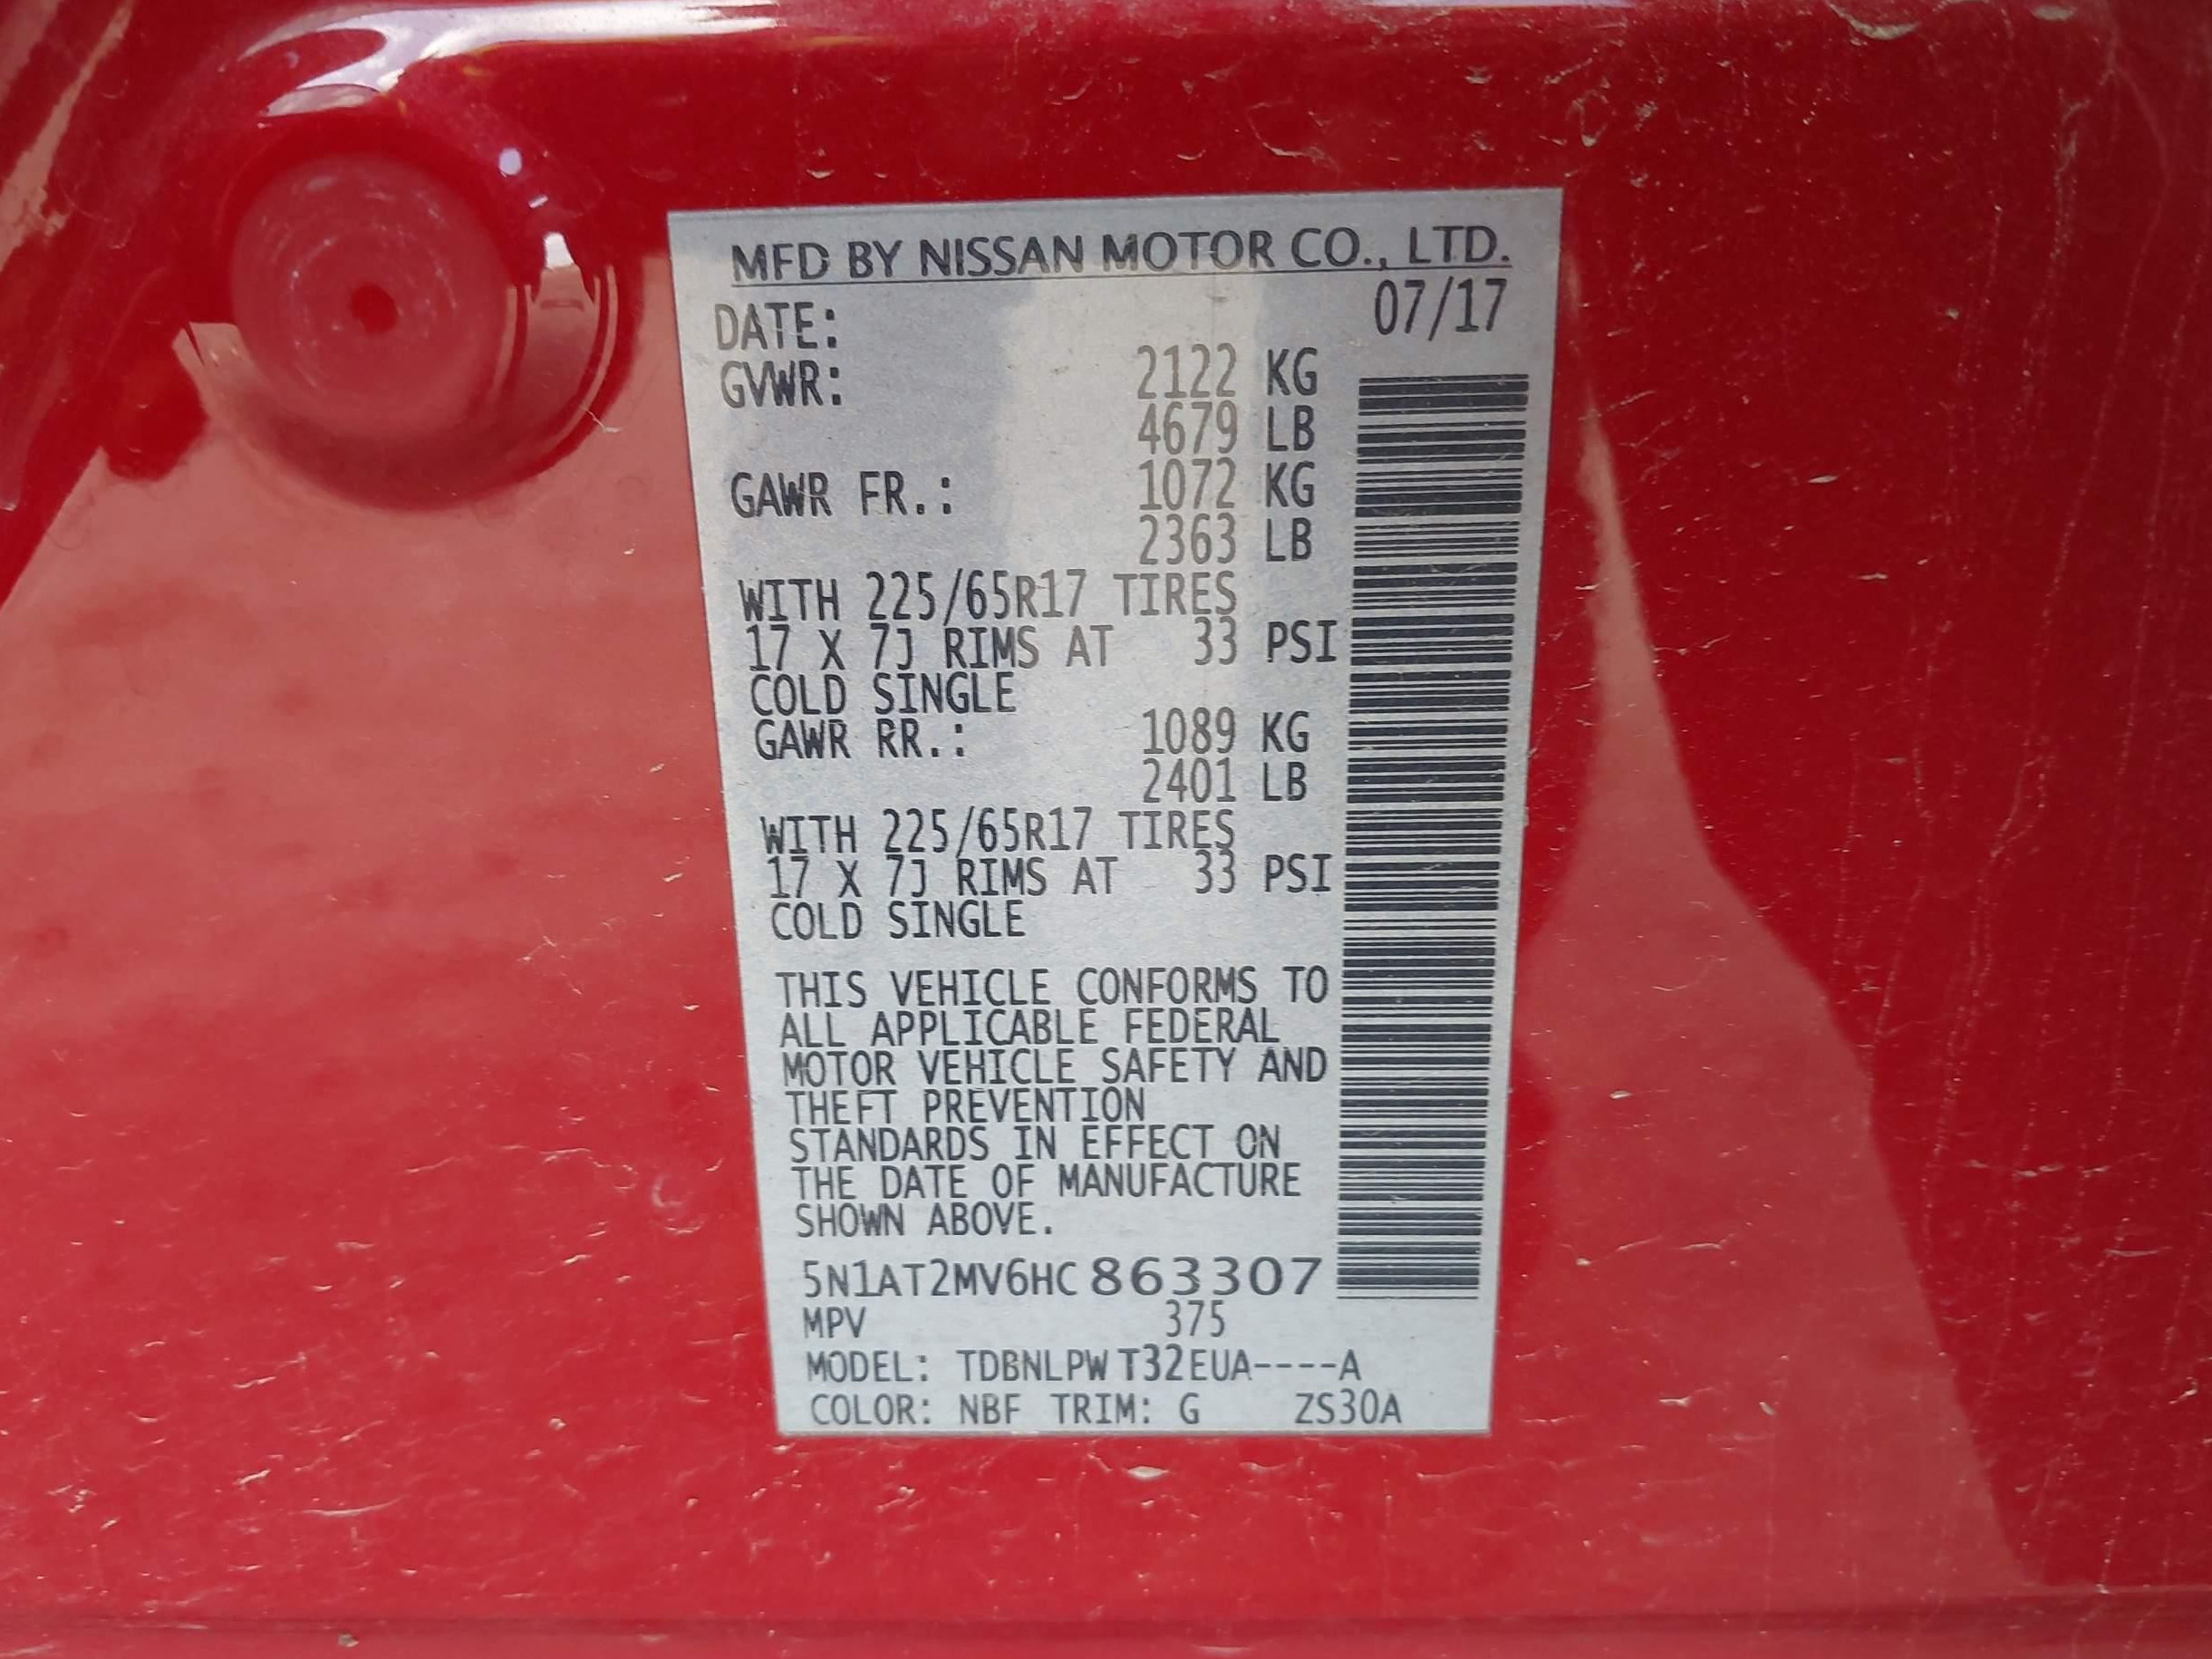 MFD BY NISSAN MOTOR CO., LTD.
DATE: 07/17
GVWR: 2122 KG
4679 LB
GAWR FR.: 1072 KG
2363 LB
WITH 225/65R17 TIRES
17 X 7J RIMS AT 33 PSI
COLD SINGLE
GAWR RR.: 1089 KG
2401 LB
WITH 225/65R17 TIRES
17 X 7J RIMS AT 33 PSI
COLD SINGLE
THIS VEHICLE CONFORMS TO
ALL APPLICABLE FEDERAL
MOTOR VEHICLE SAFETY AND
THEFT PREVENTION
STANDARDS IN EFFECT ON
THE DATE OF MANUFACTURE
SHOWN ABOVE.
5N1AT2MV6HC863307
MPV 375
MODEL: TDBNLPW T32EUA----A
COLOR: NBF TRIM: G ZS30A